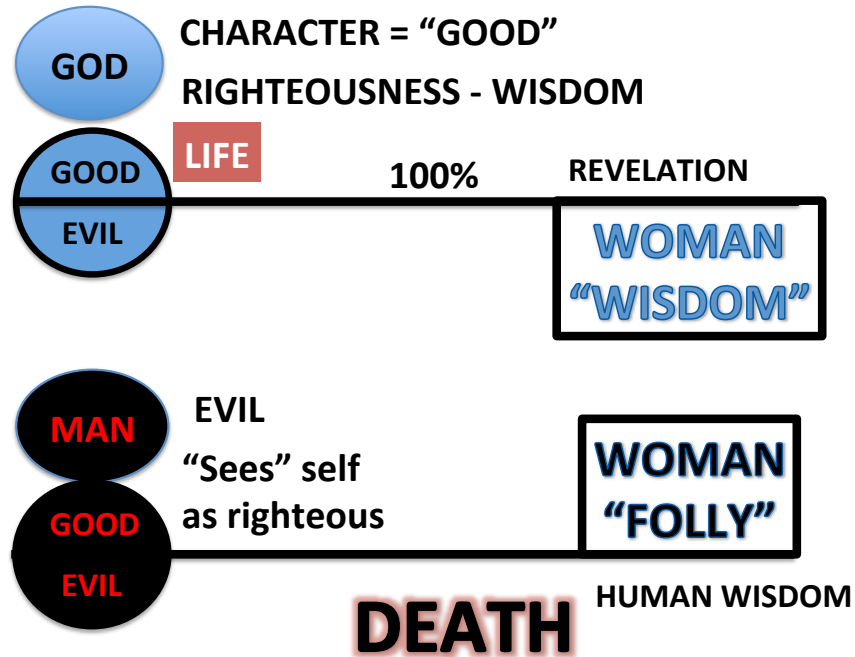 GOD
CHARACTER = “GOOD”
RIGHTEOUSNESS - WISDOM
LIFE
GOOD
100%
REVELATION
EVIL
WOMAN
“WISDOM”
MAN
EVIL
“Sees” self
as righteous
WOMAN
“FOLLY”
GOOD
EVIL
HUMAN WISDOM
DEATH